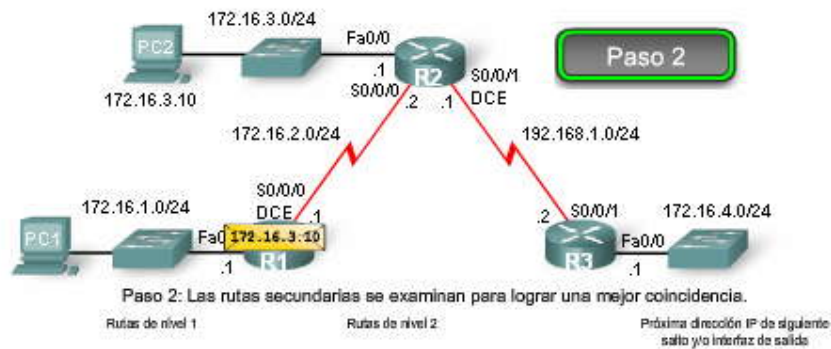 172.16.3.0/24
PC2
Fa0/0
.1
R2
S0/0/1
DCE
Paso 2
172.16.3.10
S0/0/0
.2
.1
172.16.2.0/24
192.168.1.0/24
S0/0/0
DCE
.1
172.16.1.0/24
PC1
Fa0
172.16.3.10
.1
R1
.2
S0/0/1
172.16.4.0/24
R3
Fa0/0
.1
Paso 2: Las rutas secundarias se examinan para lograr una mejor coincidencia.
Rutas de nivel 1
Rutas de nivel 2
Próxima dirección IP de siguiente
salto y/o interfaz de salida